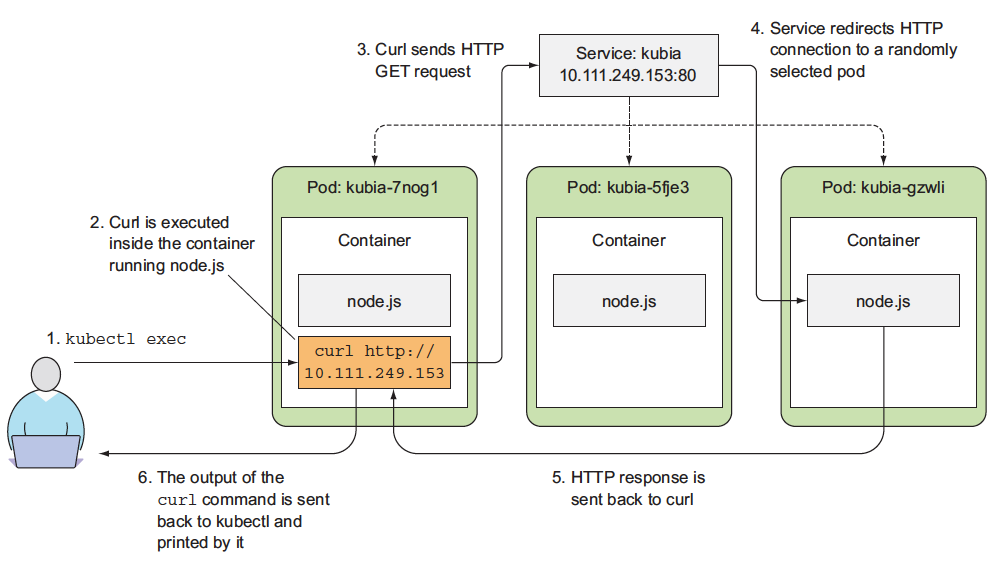 3. Curl sends HTTP
GET request
Service: kubia
10.111.249.153:80
4. Service redirects HTTP
connection to a randomly
selected pod
Pod: kubia-7nog1
Pod: kubia-5fje3
Pod: kubia-gzwli
2. Curl is executed
inside the container
running node.js
Container
Container
Container
node.js
node.js
node.js
1. kubectl exec
curl http://
10.111.249.153
6. The output of the
curl command is sent
back to kubectl and
printed by it
5. HTTP response is
sent back to curl